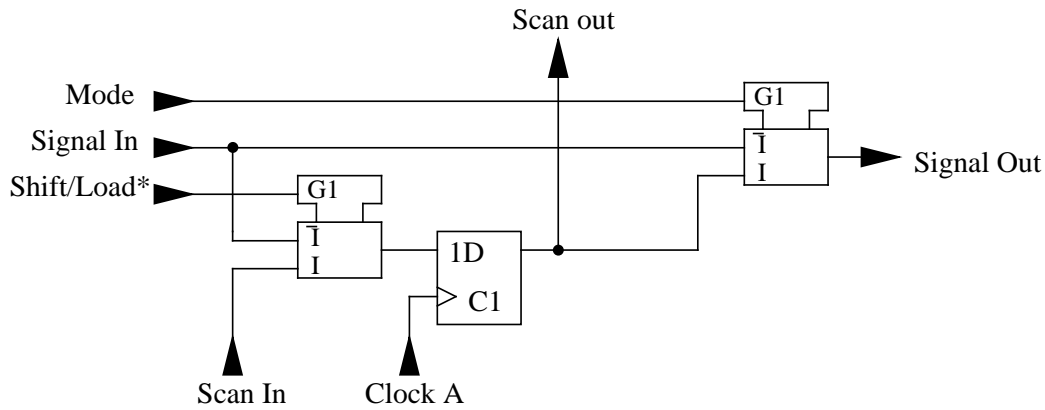 Scan out
Mode
G1
Signal In
I̅
Signal Out
I
Shift/Load*
G1
I̅
I
1D
C1
Scan In
Clock A